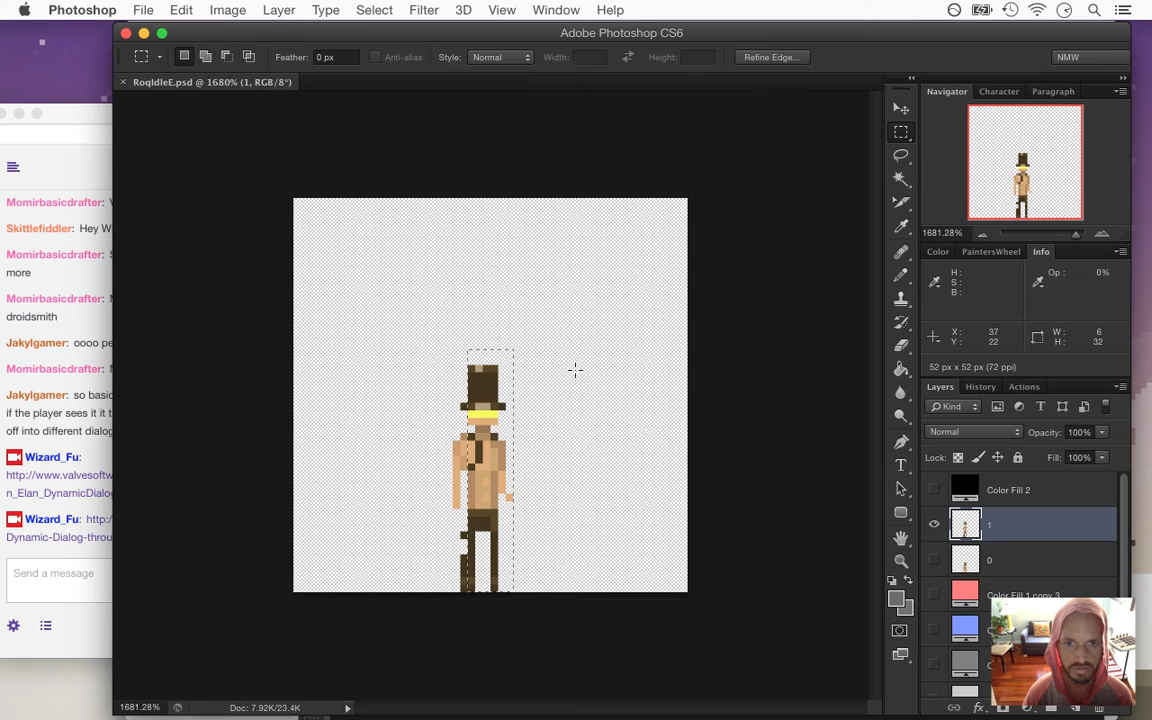 Photoshop File Edit Image Layer Type Select Filter 3D View Window Help
Adobe Photoshop CS6
Feather: 0 px Anti-alias Style: Normal Width: Height: Refine Edge... NMW
× RogIdleE.psd @ 1680% (1, RGB/8*)
Navigator Character Paragraph
1681.28%
Color PaintersWheel Info
H: Op: 0%
S:
B:
X: 37 W: 6
Y: 22 H: 32
52 px x 52 px (72 ppi)
Layers History Actions
Kind
Normal Opacity: 100%
Lock: Fill: 100%
Color Fill 2
1
0
Color Fill 1 copy 3
Momirbasicdrafter:
Skittlefiddler: Hey W
Momirbasicdrafter: S
more
Momirbasicdrafter: M
droidsmith
Jakylgamer: oooo pe
Momirbasicdrafter: M
Jakylgamer: so basic
if the player sees it it t
off into different dialog
Wizard_Fu:
http://www.valvesoftw
n_Elan_DynamicDialog
Wizard_Fu: http:/
Dynamic-Dialog-throu
Send a message
1681.28% Doc: 7.92K/23.4K